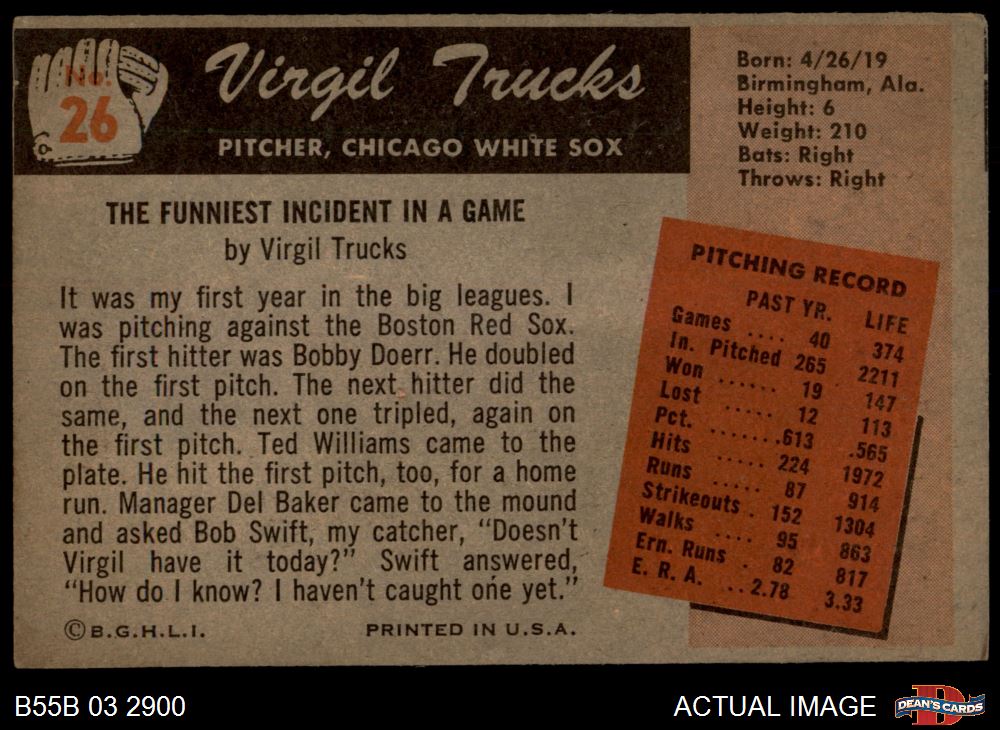 No.
26
Virgil Trucks
PITCHER, CHICAGO WHITE SOX
Born: 4/26/19
Birmingham, Ala.
Height: 6
Weight: 210
Bats: Right
Throws: Right
THE FUNNIEST INCIDENT IN A GAME
by Virgil Trucks
It was my first year in the big leagues. I
was pitching against the Boston Red Sox.
The first hitter was Bobby Doerr. He doubled
on the first pitch. The next hitter did the
same, and the next one tripled, again on
the first pitch. Ted Williams came to the
plate. He hit the first pitch, too, for a home
run. Manager Del Baker came to the mound
and asked Bob Swift, my catcher, “Doesn't
Virgil have it today?” Swift answered,
“How do I know? I haven't caught one yet.”
©B.G.H.L.I. PRINTED IN U.S.A.
PITCHING RECORD
PAST YR. LIFE
Games .... 40 374
In. Pitched 265 2211
Won ...... 19 147
Lost ..... 12 113
Pct. .......613 .565
Hits ..... 224 1972
Runs ..... 87 914
Strikeouts . 152 1304
Walks .... 95 863
Ern. Runs . 82 817
E. R. A. ..2.78 3.33
B55B 03 2900 ACTUAL IMAGE DEAN'S CARDS